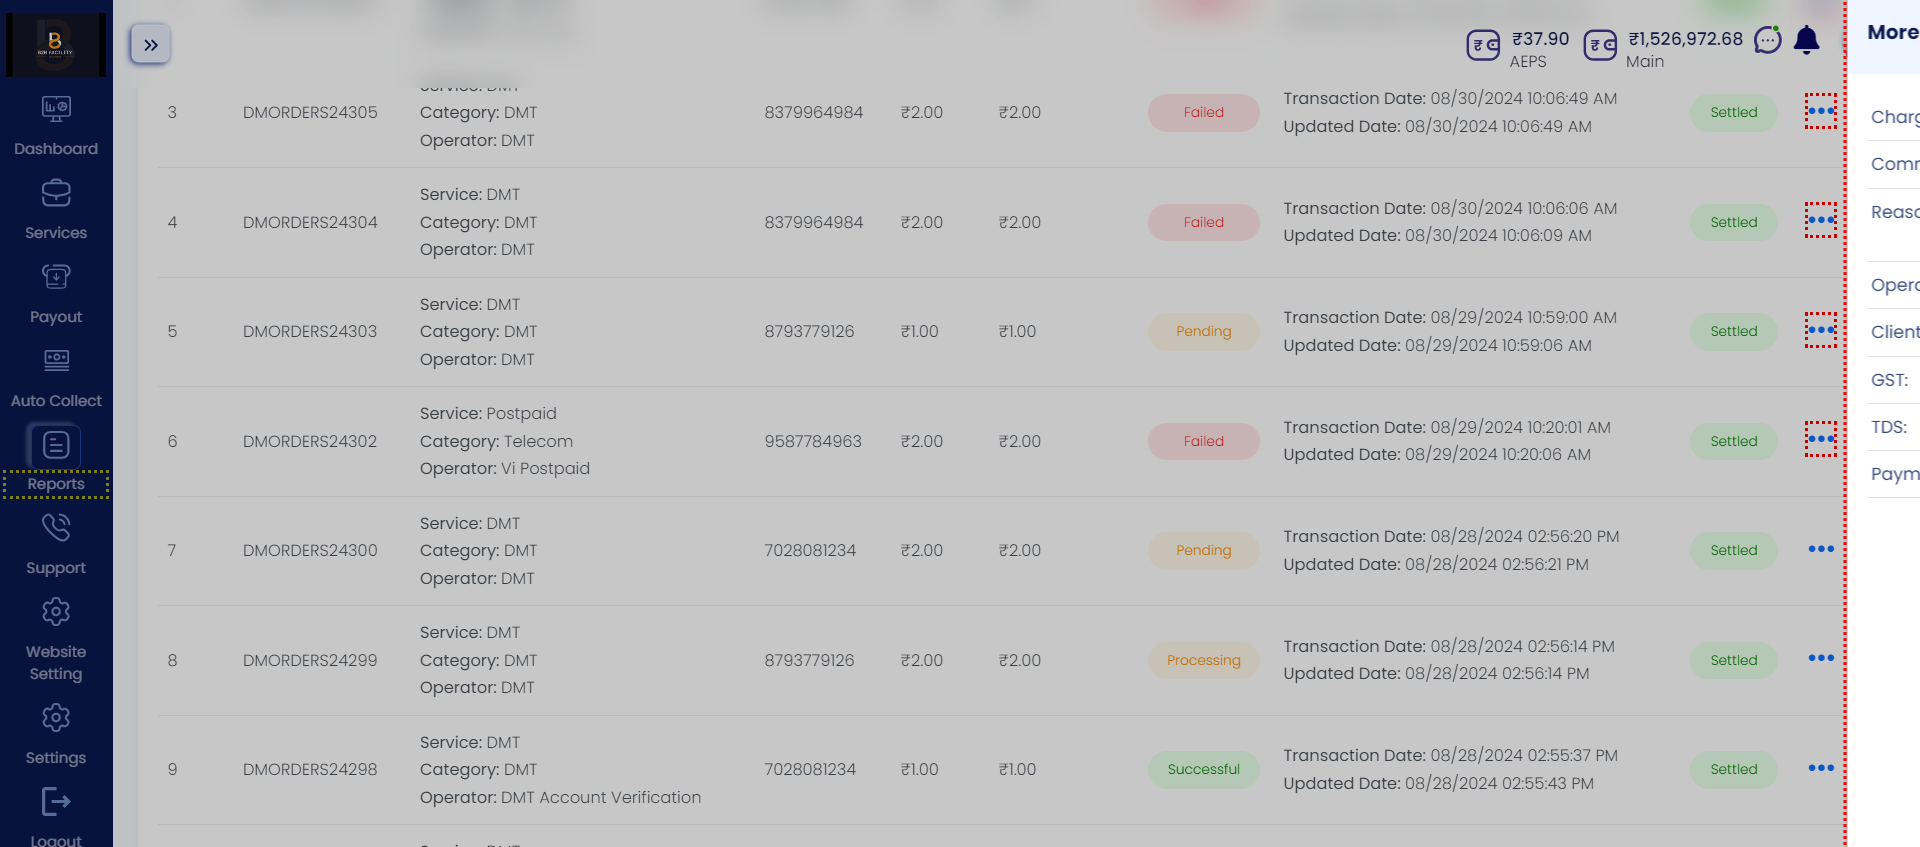 B2B FACILITY
₹37.90
AEPS
₹1,526,972.68
Main
More
Dashboard
Services
Payout
Auto Collect
Reports
Support
Website
Setting
Settings
Logout
Service: DMT
3 DMORDERS24305 Category: DMT 8379964984 ₹2.00 ₹2.00 Failed Transaction Date: 08/30/2024 10:06:49 AM Settled
Operator: DMT Updated Date: 08/30/2024 10:06:49 AM
Service: DMT
4 DMORDERS24304 Category: DMT 8379964984 ₹2.00 ₹2.00 Failed Transaction Date: 08/30/2024 10:06:06 AM Settled
Operator: DMT Updated Date: 08/30/2024 10:06:09 AM
Service: DMT
5 DMORDERS24303 Category: DMT 8793779126 ₹1.00 ₹1.00 Pending Transaction Date: 08/29/2024 10:59:00 AM Settled
Operator: DMT Updated Date: 08/29/2024 10:59:06 AM
Service: Postpaid
6 DMORDERS24302 Category: Telecom 9587784963 ₹2.00 ₹2.00 Failed Transaction Date: 08/29/2024 10:20:01 AM Settled
Operator: Vi Postpaid Updated Date: 08/29/2024 10:20:06 AM
Service: DMT
7 DMORDERS24300 Category: DMT 7028081234 ₹2.00 ₹2.00 Pending Transaction Date: 08/28/2024 02:56:20 PM Settled
Operator: DMT Updated Date: 08/28/2024 02:56:21 PM
Service: DMT
8 DMORDERS24299 Category: DMT 8793779126 ₹2.00 ₹2.00 Processing Transaction Date: 08/28/2024 02:56:14 PM Settled
Operator: DMT Updated Date: 08/28/2024 02:56:14 PM
Service: DMT
9 DMORDERS24298 Category: DMT 7028081234 ₹1.00 ₹1.00 Successful Transaction Date: 08/28/2024 02:55:37 PM Settled
Operator: DMT Account Verification Updated Date: 08/28/2024 02:55:43 PM
Charg
Comm
Reaso
Opera
Client
GST:
TDS:
Paym